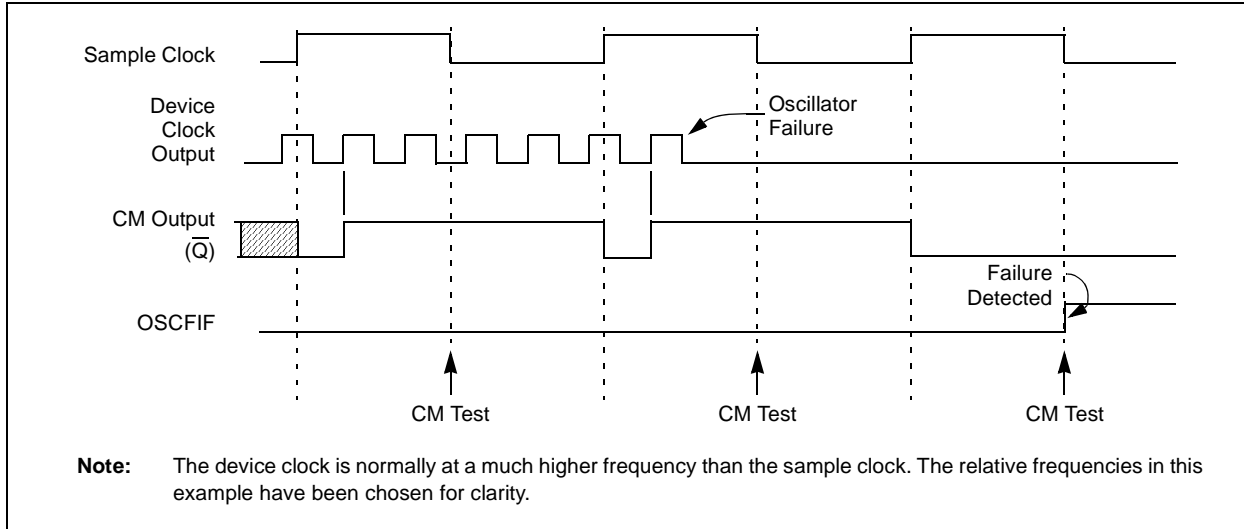 Sample Clock
Device
Clock
Output
Oscillator
Failure
CM Output
(Q̅)
Failure
Detected
OSCFIF
CM Test
CM Test
CM Test
Note: The device clock is normally at a much higher frequency than the sample clock. The relative frequencies in this
example have been chosen for clarity.